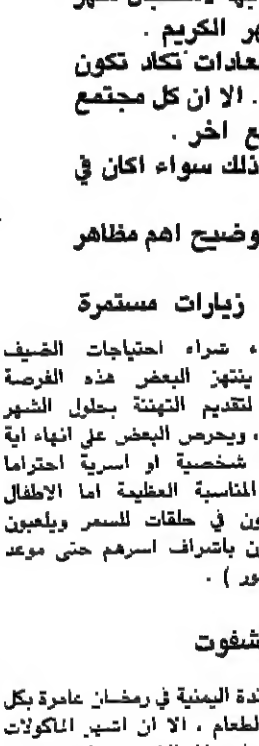 هر الكريم .
عادات تكاد تكون
. الا ان كل مجتمع
ع اخر .
ذلك سواء اكان في
وضيح اهم مظاهر
زيارات مستمرة
ء شراء احتياجات الضيف
ينتهز البعض هذه الفرصة
لتقديم التهنئة بحلول الشهر
، ويحرص البعض على انهاء اية
شخصية او اسرية احتراما
المناسبة العظيمة اما الاطفال
ون في حلقات للسمر ويلعبون
ن باشراف اسرهم حتى موعد
ور ) .
شفوت
ئدة اليمنية في رمضان عامرة بكل
لطعام ، الا ان اشهر الماكولات